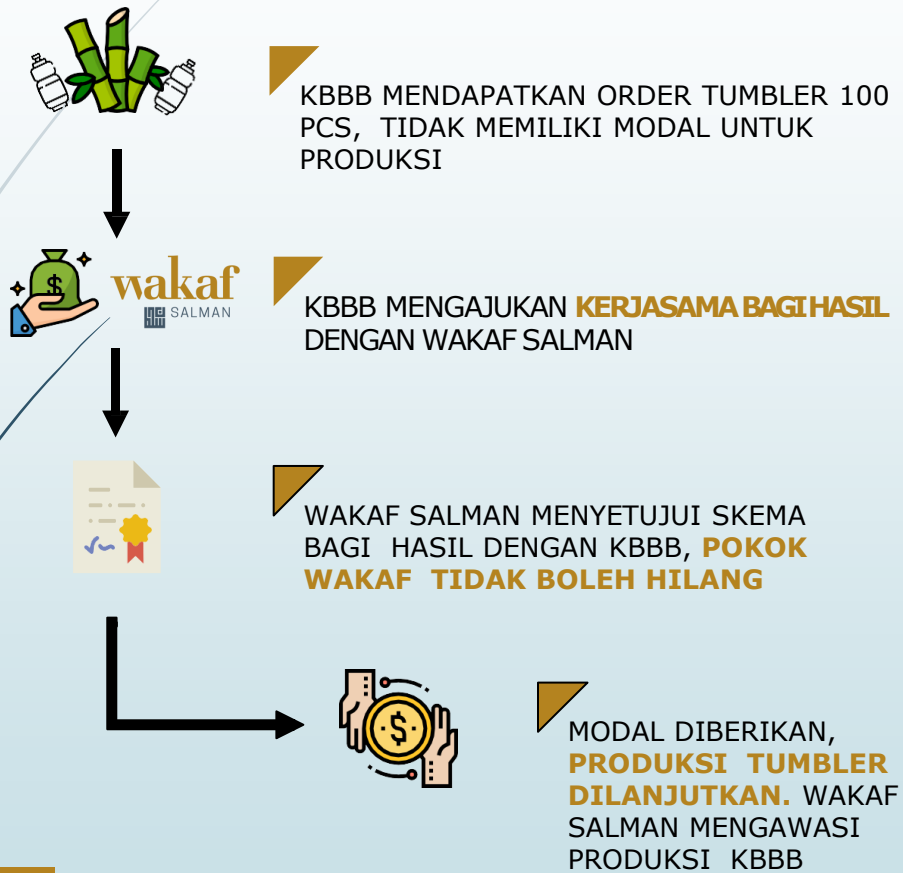 KBBB MENDAPATKAN ORDER TUMBLER 100
PCS, TIDAK MEMILIKI MODAL UNTUK
PRODUKSI
wakaf
SALMAN
KBBB MENGAJUKAN KERJASAMA BAGI HASIL
DENGAN WAKAF SALMAN
WAKAF SALMAN MENYETUJUI SKEMA
BAGI HASIL DENGAN KBBB, POKOK
WAKAF TIDAK BOLEH HILANG
MODAL DIBERIKAN,
PRODUKSI TUMBLER
DILANJUTKAN. WAKAF
SALMAN MENGAWASI
PRODUKSI KBBB